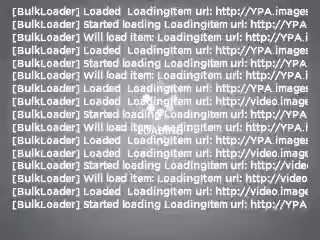 [BulkLoader] Loaded LoadingItem url: http://YPA.images
[BulkLoader] Started loading LoadingItem url: http://YPA
[BulkLoader] Will load item: LoadingItem url: http://YPA.i
[BulkLoader] Loaded LoadingItem url: http://YPA.images
[BulkLoader] Started loading LoadingItem url: http://YPA
[BulkLoader] Will load item: LoadingItem url: http://YPA.i
[BulkLoader] Loaded LoadingItem url: http://YPA.images
[BulkLoader] Loaded LoadingItem url: http://video.image
[BulkLoader] Started loading LoadingItem url: http://YPA
[BulkLoader] Will load item: LoadingItem url: http://YPA.i
LOADING
[BulkLoader] Loaded LoadingItem url: http://YPA.images
[BulkLoader] Loaded LoadingItem url: http://video.image
[BulkLoader] Started loading LoadingItem url: http://vide
[BulkLoader] Will load item: LoadingItem url: http://video
[BulkLoader] Loaded LoadingItem url: http://video.image
[BulkLoader] Started loading LoadingItem url: http://YPA